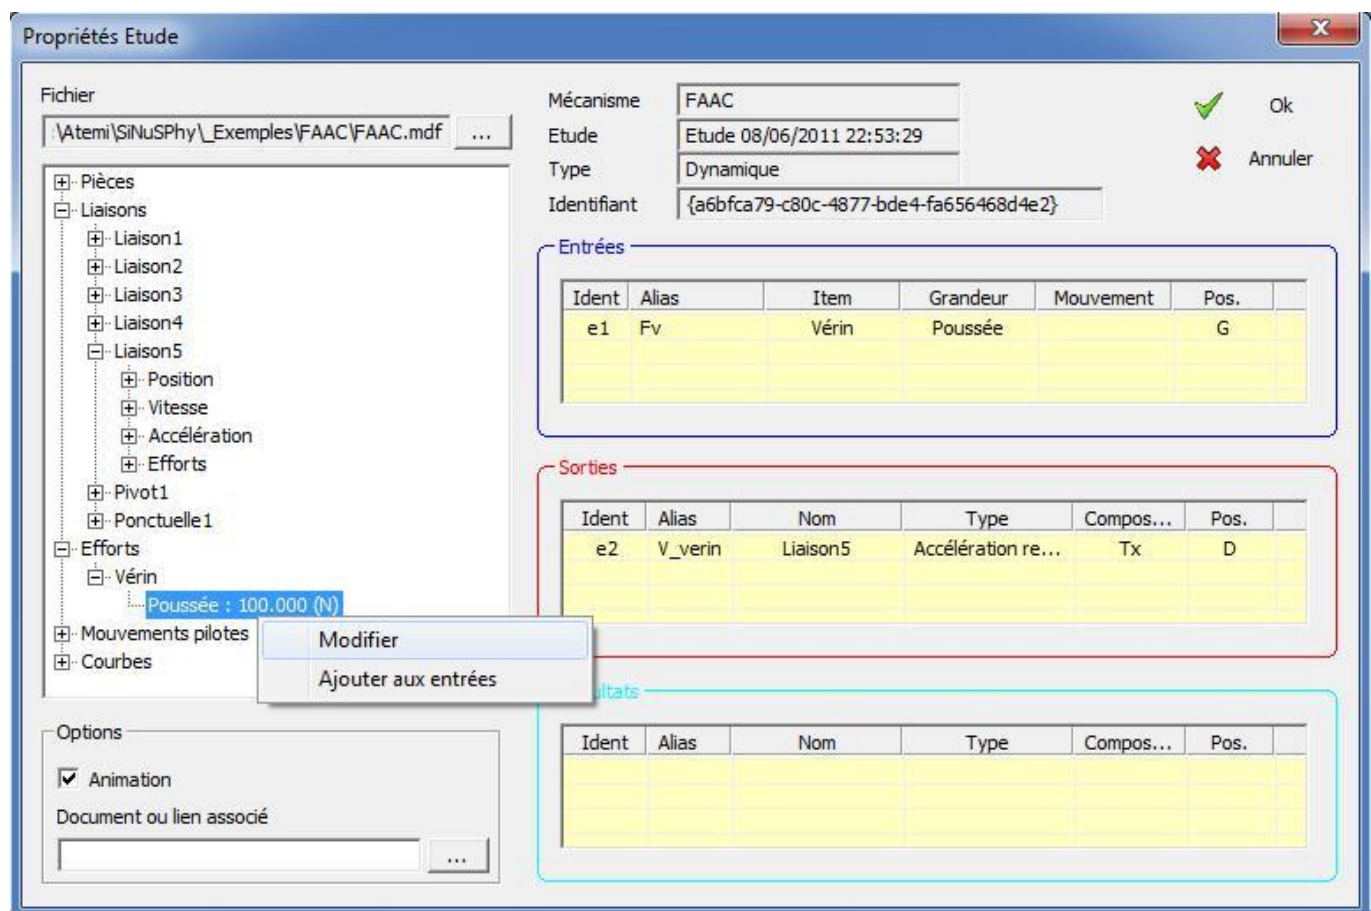 Propriétés Etude
Fichier
:\Atemi\SiNuSPhy\_Exemples\FAAC\FAAC.mdf ...
Pièces
Liaisons
Liaison1
Liaison2
Liaison3
Liaison4
Liaison5
Position
Vitesse
Accélération
Efforts
Pivot1
Ponctuelle1
Efforts
Vérin
Poussée : 100.000 (N)
Mouvements pilotes
Courbes
Modifier
Ajouter aux entrées
Options
Animation
Document ou lien associé
...
Mécanisme FAAC
Etude Etude 08/06/2011 22:53:29
Type Dynamique
Identifiant {a6bfca79-c80c-4877-bde4-fa656468d4e2}
Ok
Annuler
Entrées
Ident Alias Item Grandeur Mouvement Pos.
e1 Fv Vérin Poussée G
Sorties
Ident Alias Nom Type Compos... Pos.
e2 V_verin Liaison5 Accélération re... Tx D
Ident Alias Nom Type Compos... Pos.